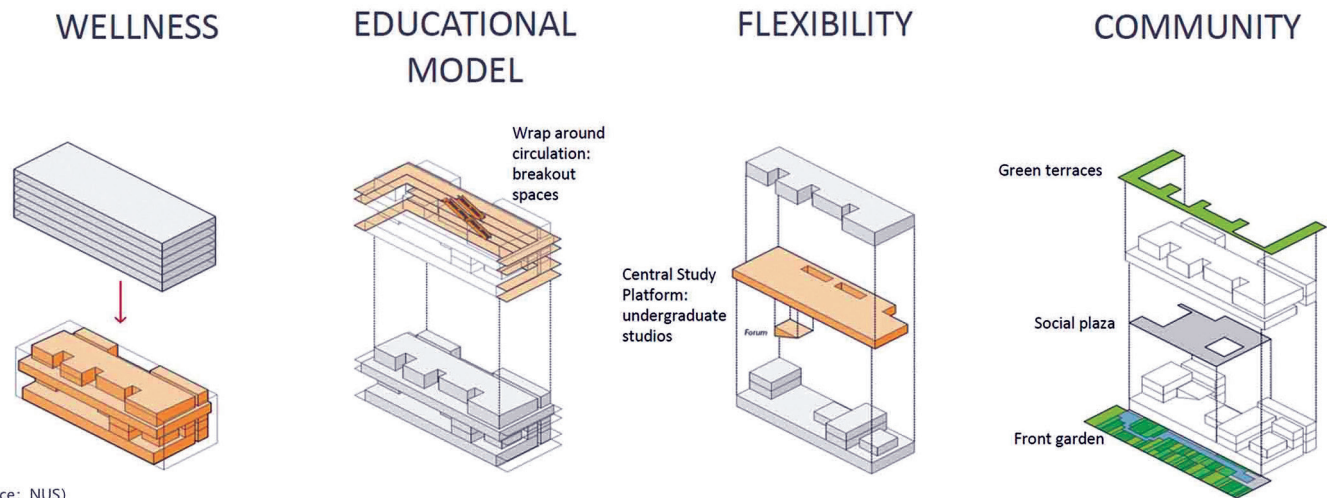 WELLNESS
EDUCATIONAL
MODEL
FLEXIBILITY
COMMUNITY
Wrap around
circulation:
breakout
spaces
Central Study
Platform:
undergraduate
studios
Forum
Green terraces
Social plaza
Front garden
ce: NUS)